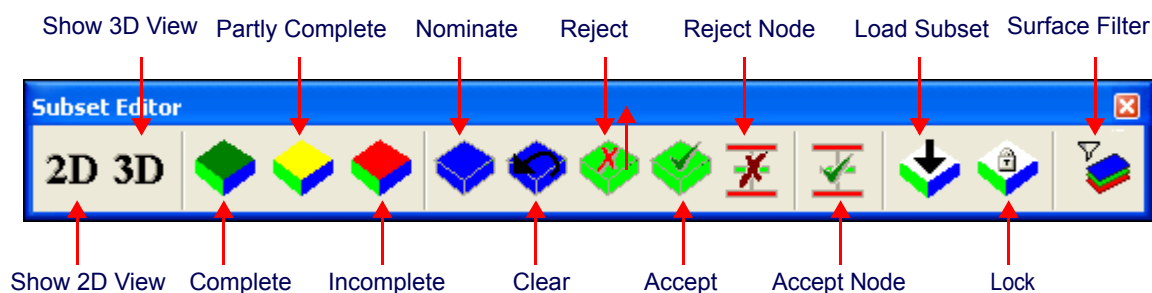 Show 3D View Partly Complete Nominate Reject Reject Node Load Subset Surface Filter
Subset Editor
2D 3D
Show 2D View Complete Incomplete Clear Accept Accept Node Lock